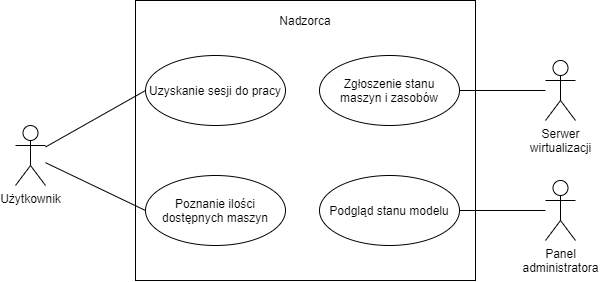 Nadzorca
Uzyskanie sesji do pracy
Zgłoszenie stanu
maszyn i zasobów
Serwer
wirtualizacji
Użytkownik
Poznanie ilości
dostępnych maszyn
Podgląd stanu modelu
Panel
administratora